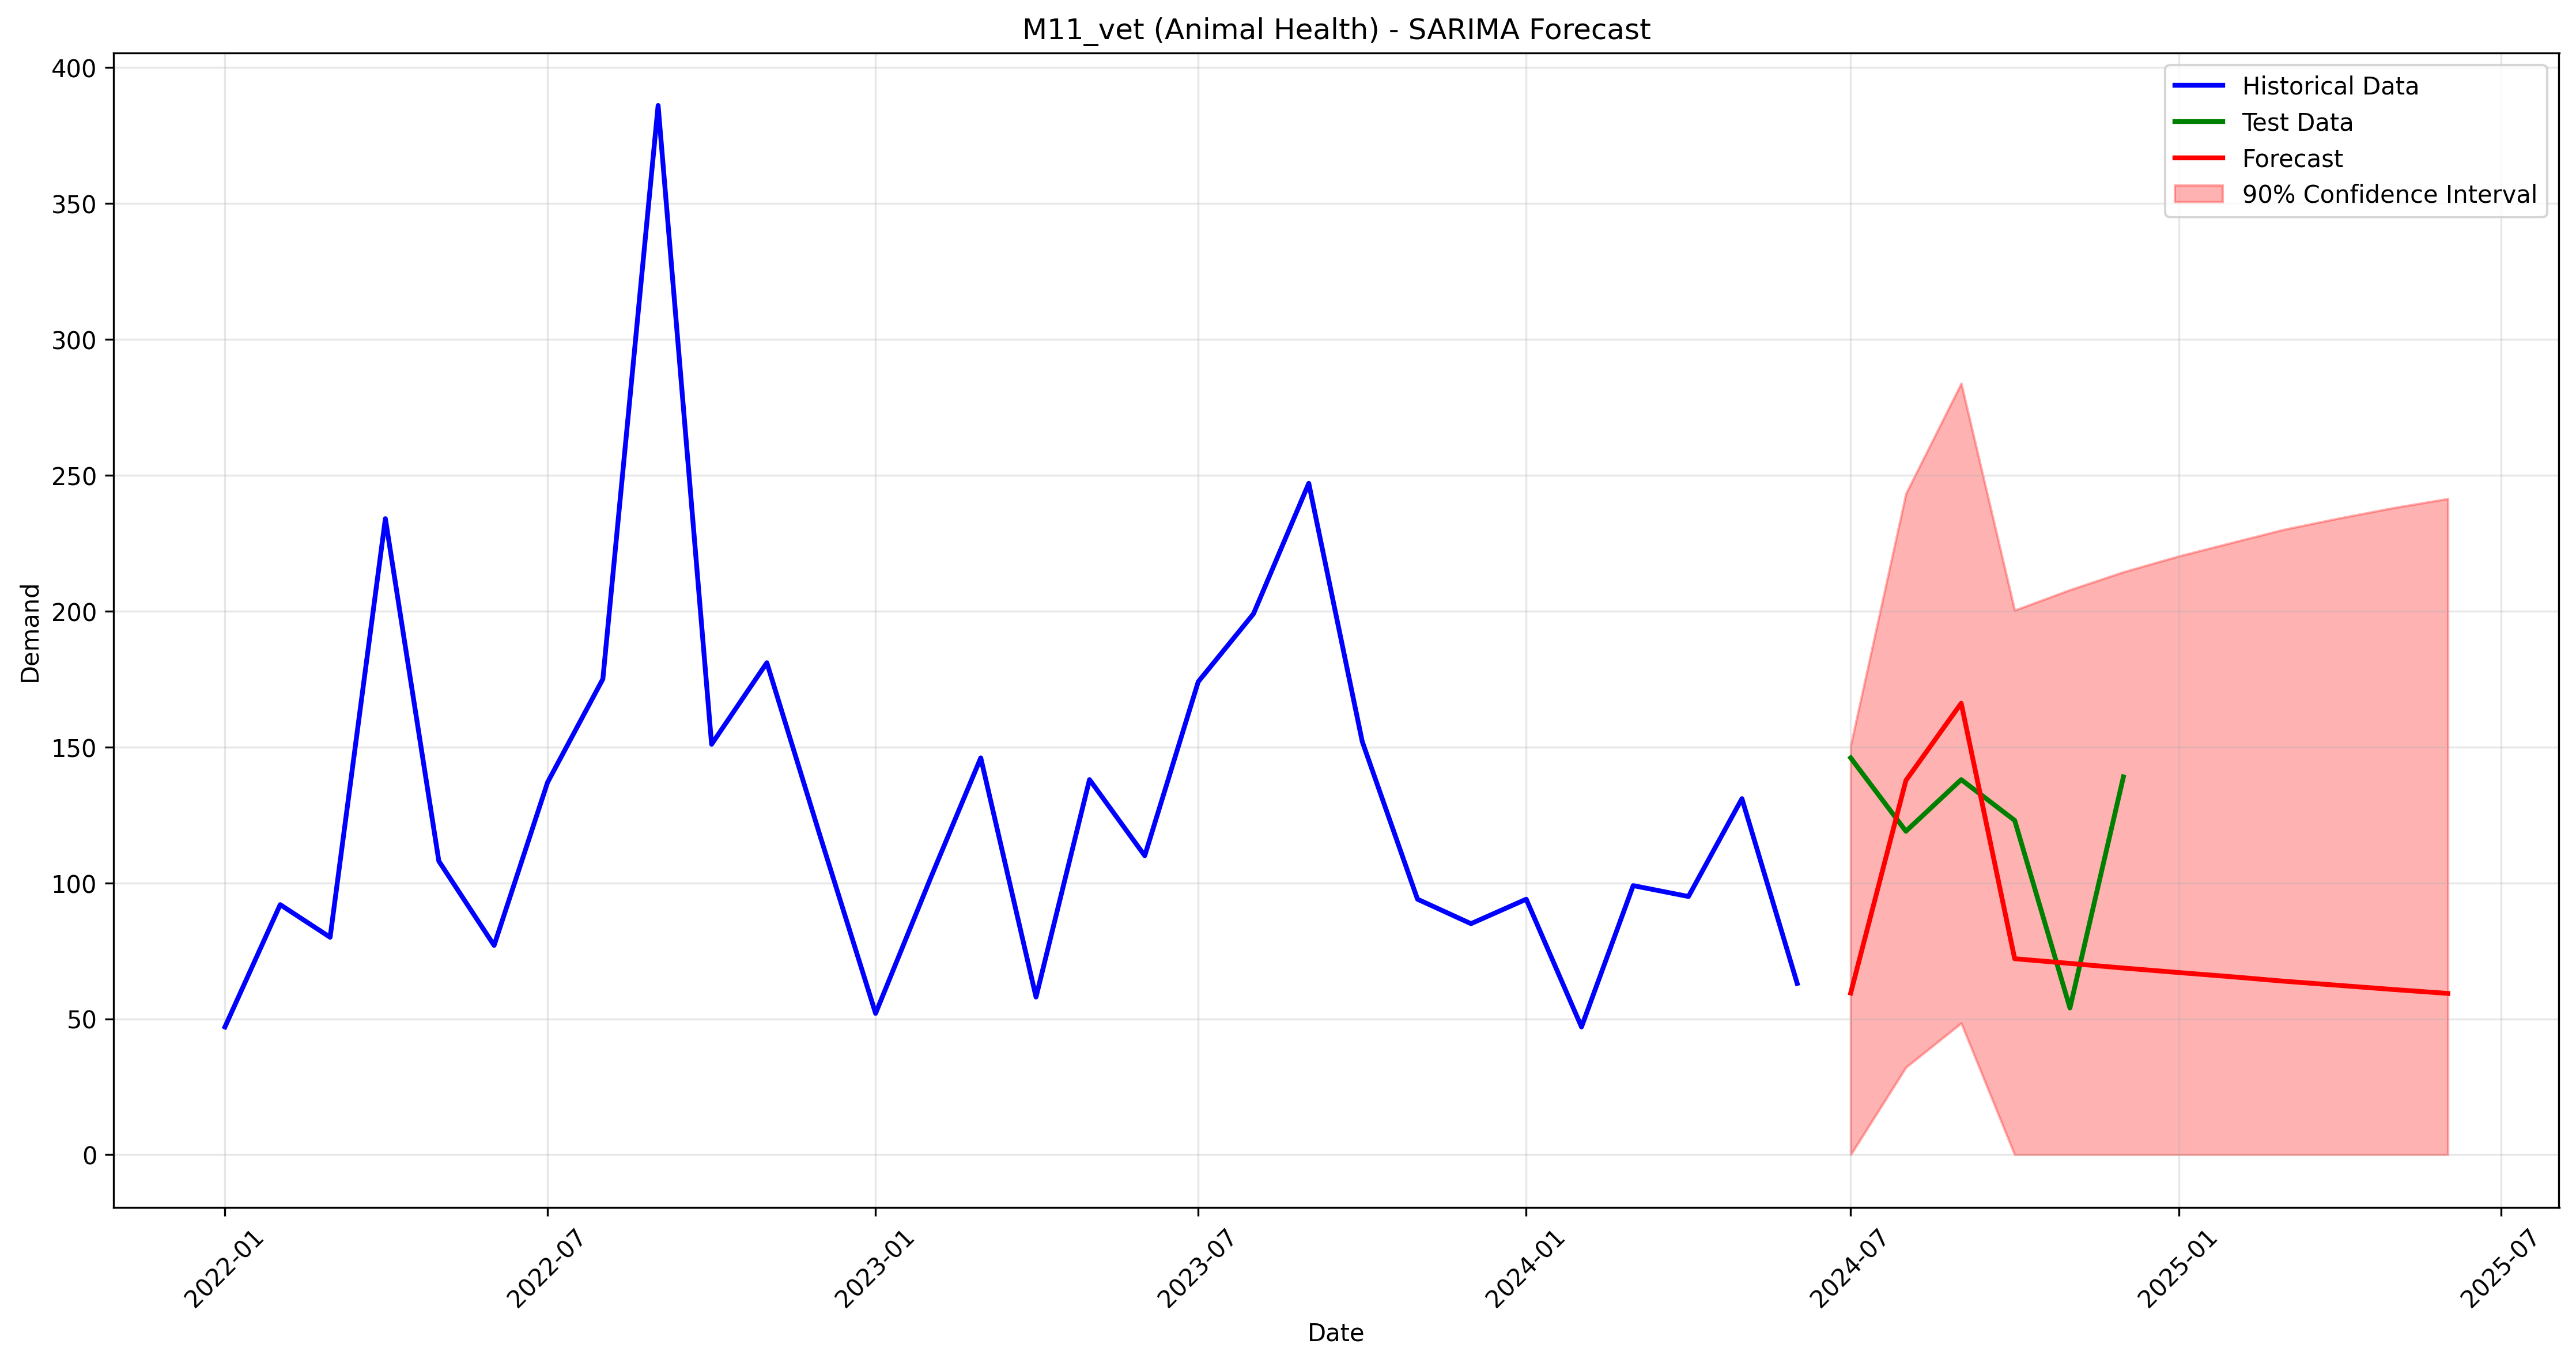 M11_vet (Animal Health) - SARIMA Forecast
400
350
300
250
200
150
100
50
0
Demand
Historical Data
Test Data
Forecast
90% Confidence Interval
2022-01
2022-07
2023-01
2023-07
2024-01
2024-07
2025-01
2025-07
Date